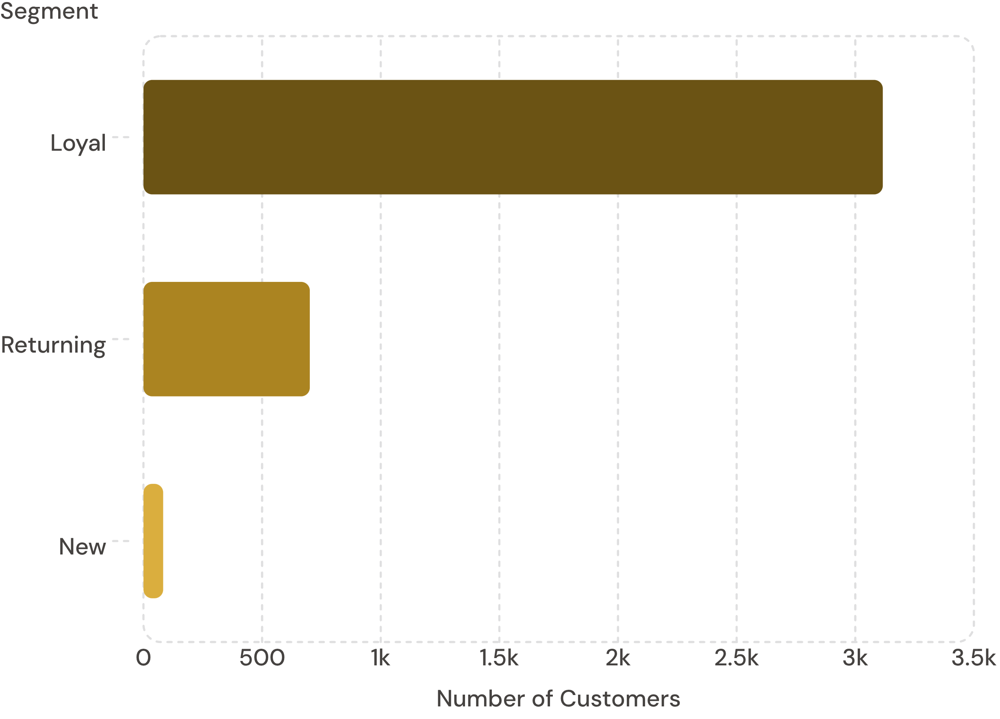 Segment
Loyal
Returning
New
0 500 1k 1.5k 2k 2.5k 3k 3.5k
Number of Customers